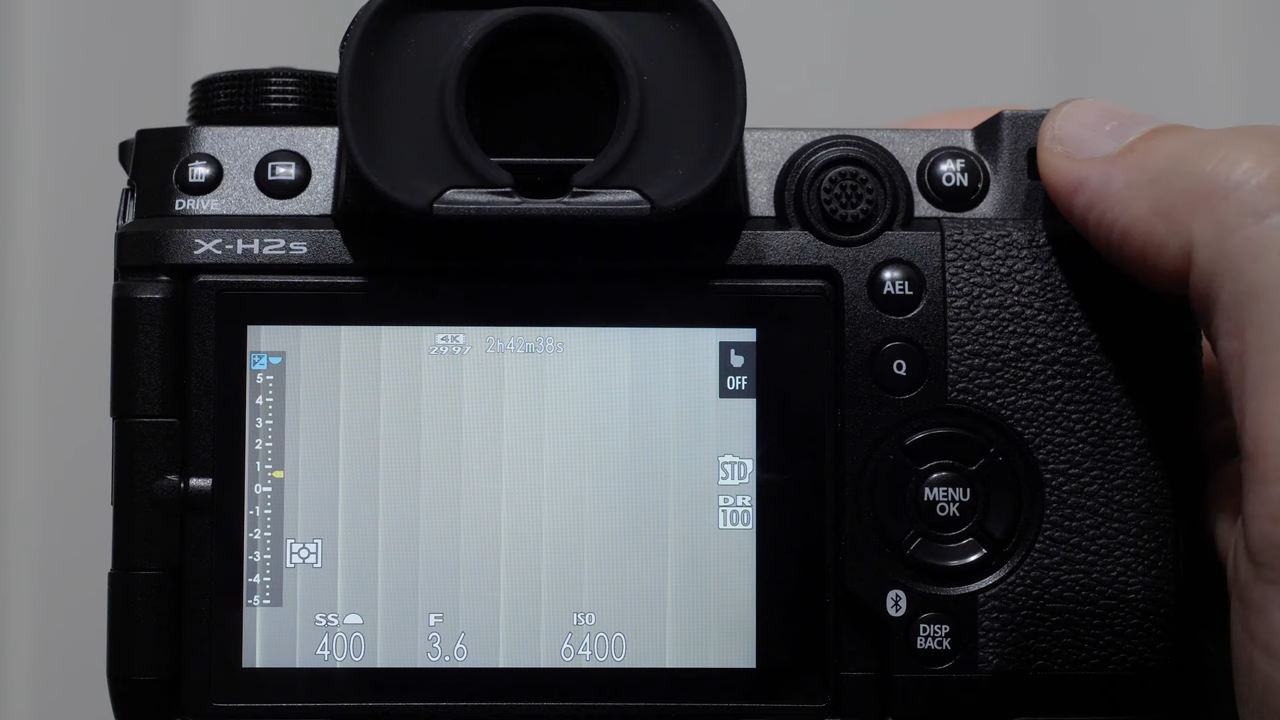 AF
ON
DRIVE
X-H2S
AEL
4K
29.97 2h42m38s
OFF
Q
5
4
3
2
1
0
-1
-2
-3
-4
-5
STD
DR
100
MENU
OK
SS F ISO
400 3.6 6400
DISP
BACK